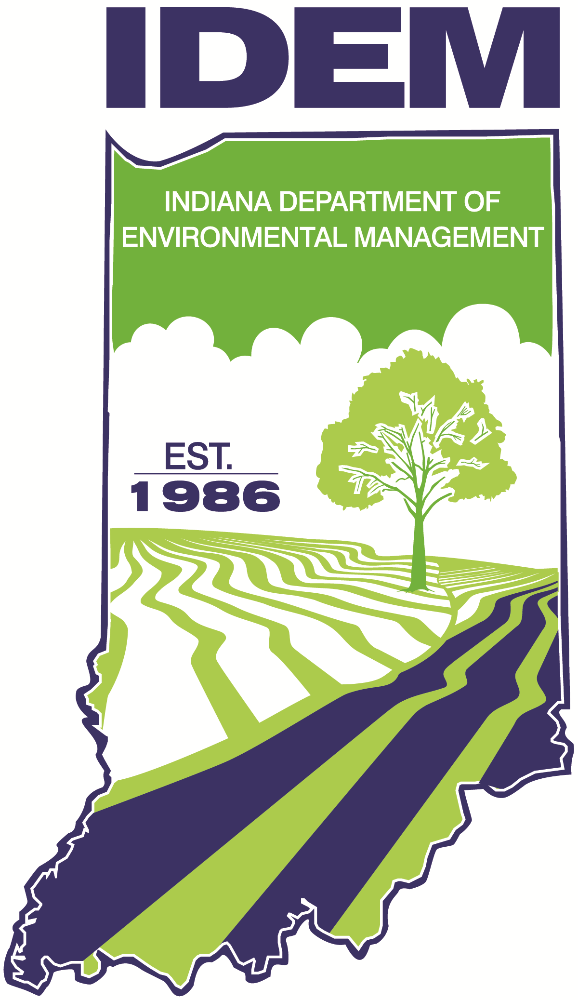 IDEM
INDIANA DEPARTMENT OF
ENVIRONMENTAL MANAGEMENT
EST.
1986